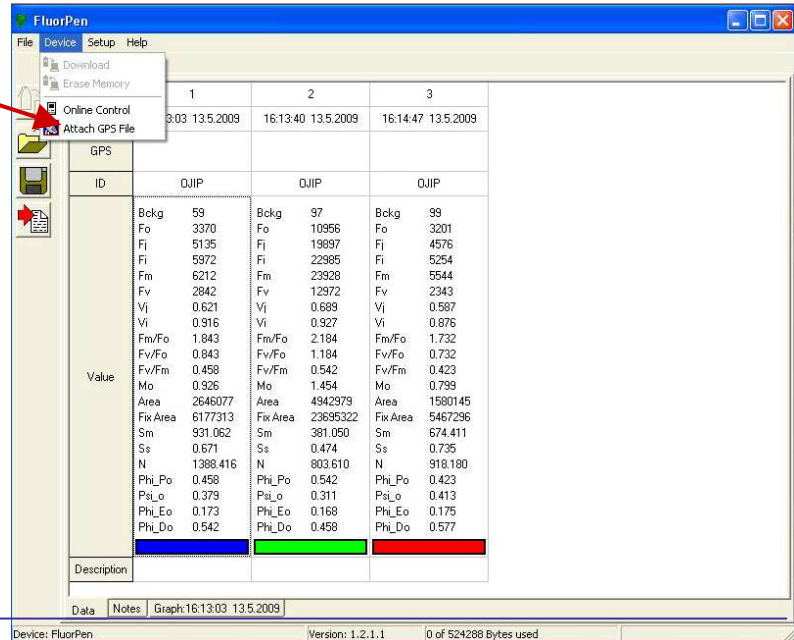 FluorPen
File Device Setup Help
Download
Erase Memory
Online Control
Attach GPS File
1 2 3
3:03 13.5.2009 16:13:40 13.5.2009 16:14:47 13.5.2009
GPS
ID OJIP OJIP OJIP
Value
Bckg 59 Bckg 97 Bckg 99
Fo 3370 Fo 10956 Fo 3201
Fj 5135 Fj 19897 Fj 4576
Fi 5972 Fi 22985 Fi 5254
Fm 6212 Fm 23928 Fm 5544
Fv 2842 Fv 12972 Fv 2343
Vj 0.621 Vj 0.689 Vj 0.587
Vi 0.916 Vi 0.927 Vi 0.876
Fm/Fo 1.843 Fm/Fo 2.184 Fm/Fo 1.732
Fv/Fo 0.843 Fv/Fo 1.184 Fv/Fo 0.732
Fv/Fm 0.458 Fv/Fm 0.542 Fv/Fm 0.423
Mo 0.926 Mo 1.454 Mo 0.799
Area 2646077 Area 4942979 Area 1580145
Fix Area 6177313 Fix Area 23695322 Fix Area 5467296
Sm 931.062 Sm 381.050 Sm 674.411
Ss 0.671 Ss 0.474 Ss 0.735
N 1388.416 N 803.610 N 918.180
Phi_Po 0.458 Phi_Po 0.542 Phi_Po 0.423
Psi_o 0.379 Psi_o 0.311 Psi_o 0.413
Phi_Eo 0.173 Phi_Eo 0.168 Phi_Eo 0.175
Phi_Do 0.542 Phi_Do 0.458 Phi_Do 0.577
Description
Data Notes Graph:16:13:03 13.5.2009
Device: FluorPen Version: 1.2.1.1 0 of 524288 Bytes used